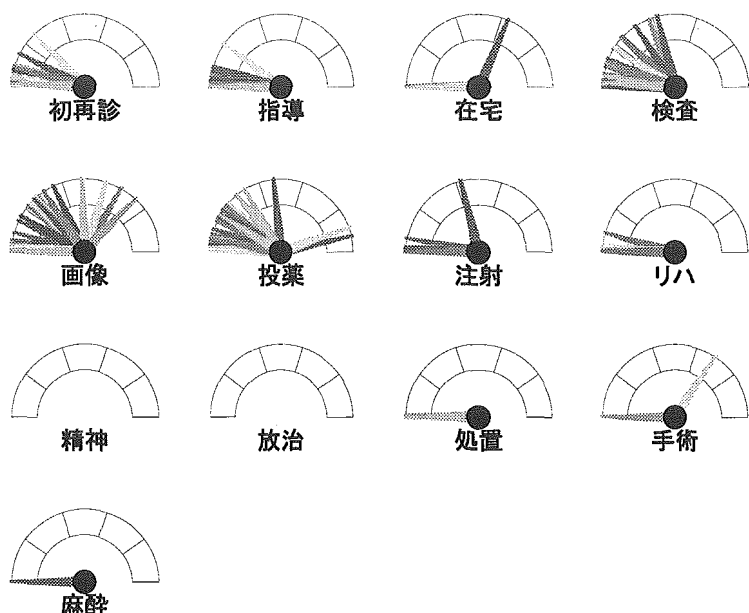 初再診
指導
在宅
検査
画像
投薬
注射
リハ
精神
放治
処置
手術
麻酔